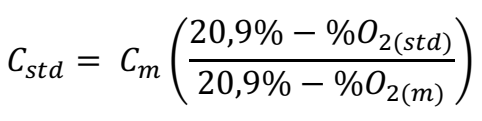 C_std = C_m ( (20,9% − %O_2(std)) / (20,9% − %O_2(m)) )